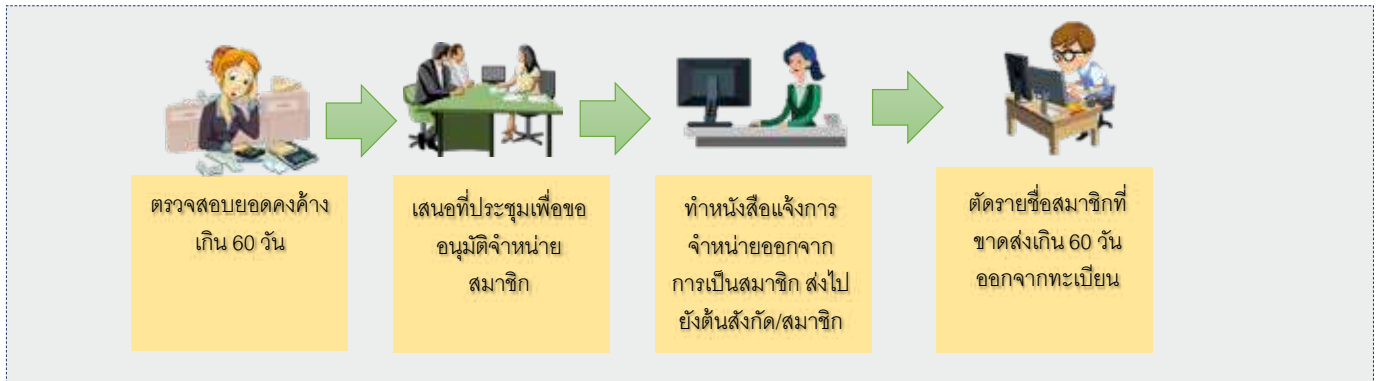 ตรวจสอบยอดคงค้าง
เกิน 60 วัน
เสนอที่ประชุมเพื่อขอ
อนุมัติจำหน่าย
สมาชิก
ทำหนังสือแจ้งการ
จำหน่ายออกจาก
การเป็นสมาชิก ส่งไป
ยังต้นสังกัด/สมาชิก
ตัดรายชื่อสมาชิกที่
ขาดส่งเกิน 60 วัน
ออกจากทะเบียน